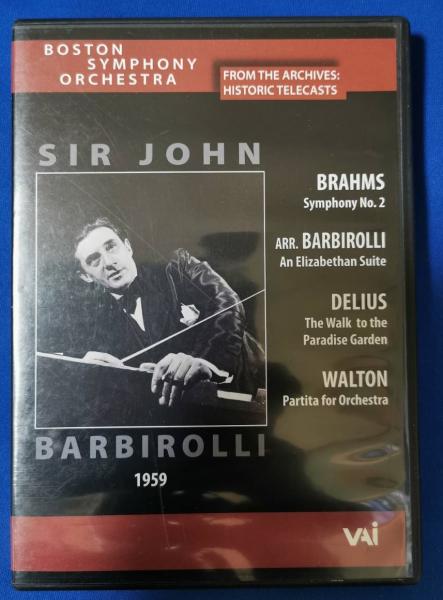 BOSTON
SYMPHONY
ORCHESTRA
FROM THE ARCHIVES:
HISTORIC TELECASTS
SIR JOHN
BRAHMS
Symphony No. 2
ARR. BARBIROLLI
An Elizabethan Suite
DELIUS
The Walk to the
Paradise Garden
WALTON
Partita for Orchestra
BARBIROLLI
1959
VAI